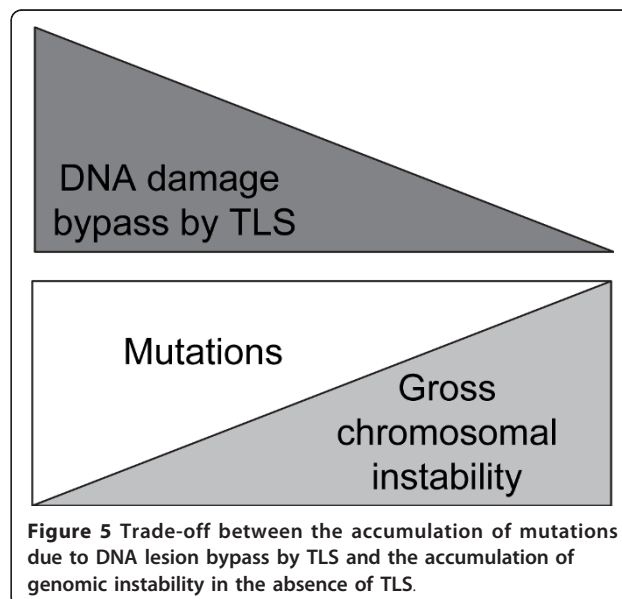 DNA damage
bypass by TLS
Mutations
Gross
chromosomal
instability
Figure 5 Trade-off between the accumulation of mutations
due to DNA lesion bypass by TLS and the accumulation of
genomic instability in the absence of TLS.